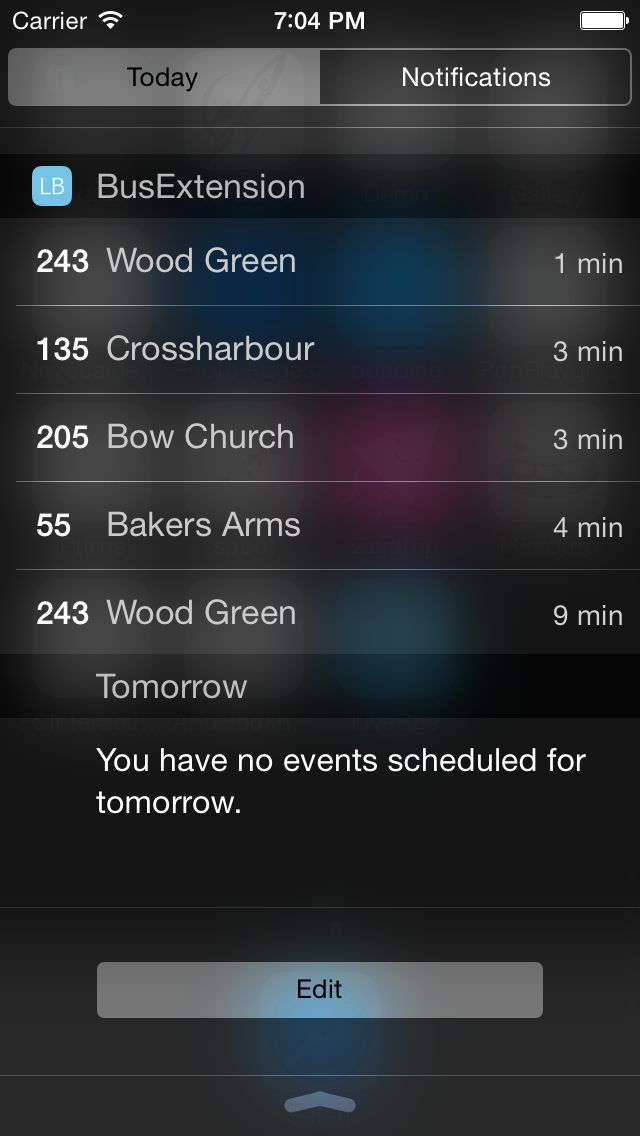 Carrier 7:04 PM
Today Notifications
LB BusExtension
243 Wood Green 1 min
135 Crossharbour 3 min
205 Bow Church 3 min
55 Bakers Arms 4 min
243 Wood Green 9 min
Tomorrow
You have no events scheduled for
tomorrow.
Edit